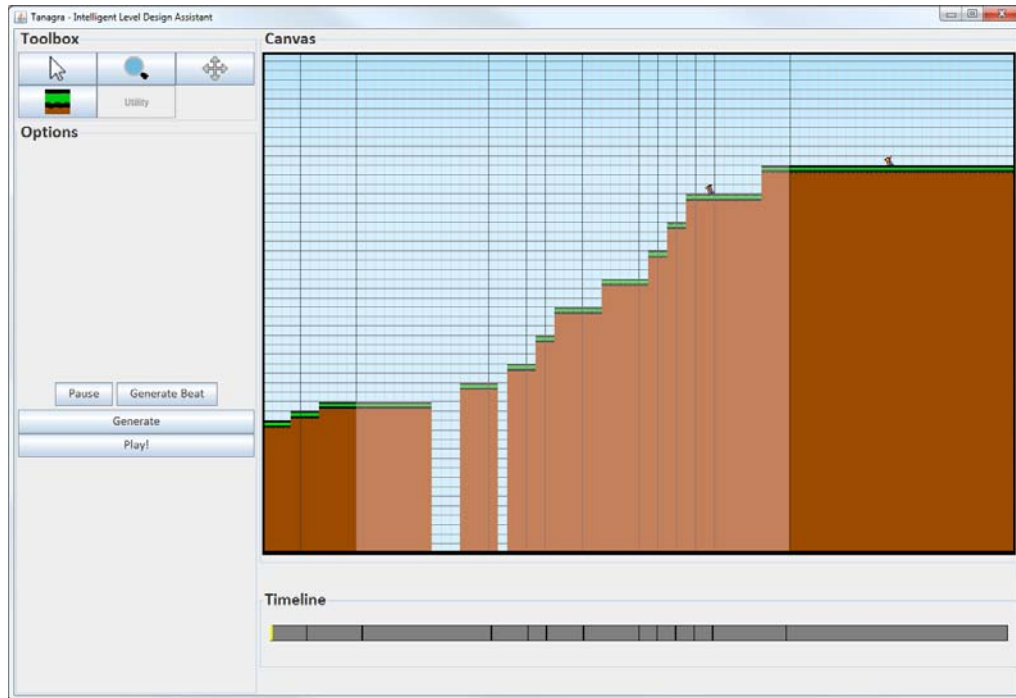 Tanagra - Intelligent Level Design Assistant
Toolbox
Utility
Options
Pause
Generate Beat
Generate
Play!
Canvas
Timeline